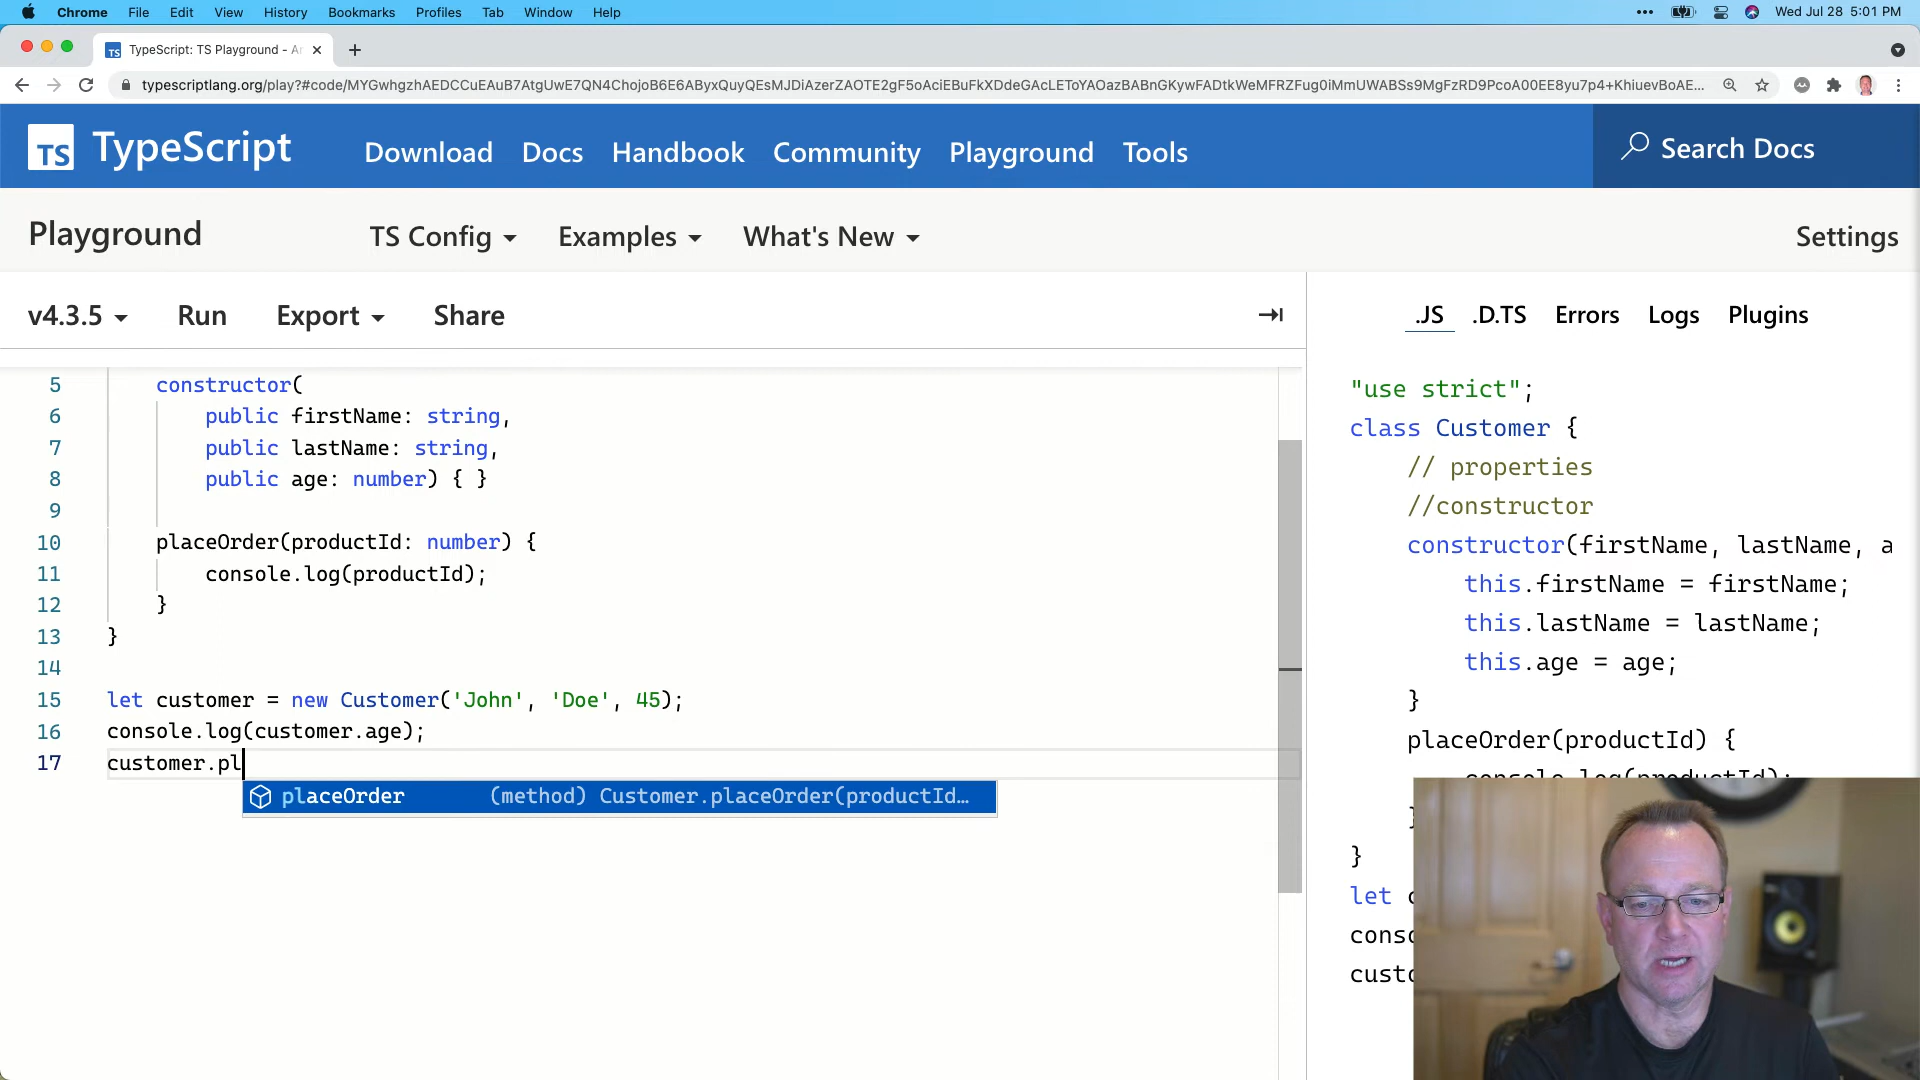 Chrome File Edit View History Bookmarks Profiles Tab Window Help ••• Wed Jul 28 5:01 PM
TypeScript: TS Playground - A
typescriptlang.org/play?#code/MYGwhgzhAEDCCuEAuB7AtgUwE7QN4ChojoB6E6AByxQuyQEsMJDiAzerZAOTE2gF5oAciEBuFkXDdeGAcLEToYAOazBABnGKywFADtkWeMFRZFug0iMmUWABSs9MgFzRD9PcoA00EE8yu7p4+KhiuevBoAE...
TS TypeScript Download Docs Handbook Community Playground Tools Search Docs
Playground TS Config Examples What's New Settings
v4.3.5 Run Export Share
.JS .D.TS Errors Logs Plugins
5 constructor(
6 public firstName: string,
7 public lastName: string,
8 public age: number) { }
9
10 placeOrder(productId: number) {
11 console.log(productId);
12 }
13 }
14
15 let customer = new Customer('John', 'Doe', 45);
16 console.log(customer.age);
17 customer.pl
placeOrder (method) Customer.placeOrder(productId…
"use strict";
class Customer {
// properties
//constructor
constructor(firstName, lastName, a
this.firstName = firstName;
this.lastName = lastName;
this.age = age;
}
placeOrder(productId) {
console.log(productId);
}
}
let c
conso
custo